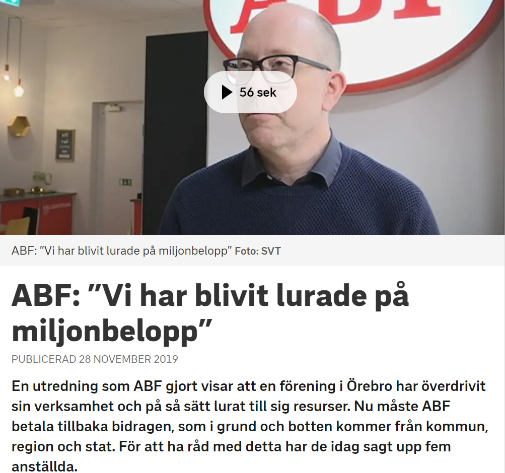 ABF
56 sek
ABF: ”Vi har blivit lurade på miljonbelopp” Foto: SVT
ABF: ”Vi har blivit lurade på
miljonbelopp”
PUBLICERAD 28 NOVEMBER 2019
En utredning som ABF gjort visar att en förening i Örebro har överdrivit
sin verksamhet och på så sätt lurat till sig resurser. Nu måste ABF
betala tillbaka bidragen, som i grund och botten kommer från kommun,
region och stat. För att ha råd med detta har de idag sagt upp fem
anställda.